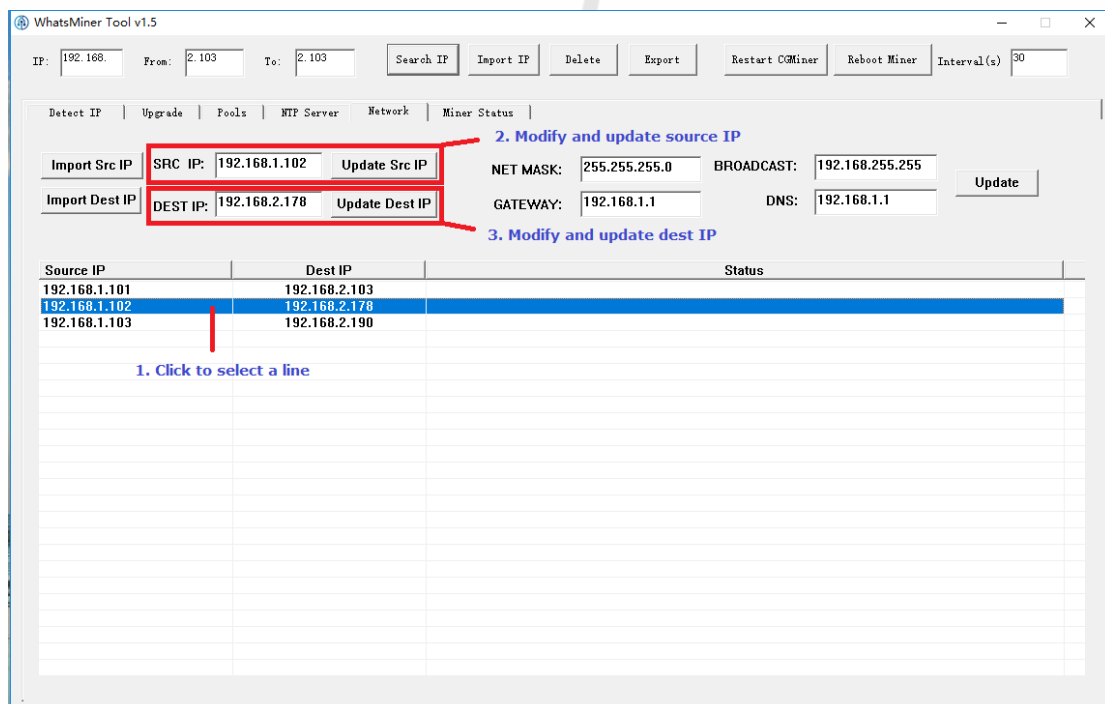 WhatsMiner Tool v1.5
IP: 192.168. From: 2.103 To: 2.103 Search IP Import IP Delete Export Restart CGMiner Reboot Miner Interval(s) 30
Detect IP Upgrade Pools NTP Server Network Miner Status
2. Modify and update source IP
Import Src IP SRC IP: 192.168.1.102 Update Src IP NET MASK: 255.255.255.0 BROADCAST: 192.168.255.255 Update
Import Dest IP DEST IP: 192.168.2.178 Update Dest IP GATEWAY: 192.168.1.1 DNS: 192.168.1.1
3. Modify and update dest IP
Source IP Dest IP Status
192.168.1.101 192.168.2.103
192.168.1.102 192.168.2.178
192.168.1.103 192.168.2.190
1. Click to select a line